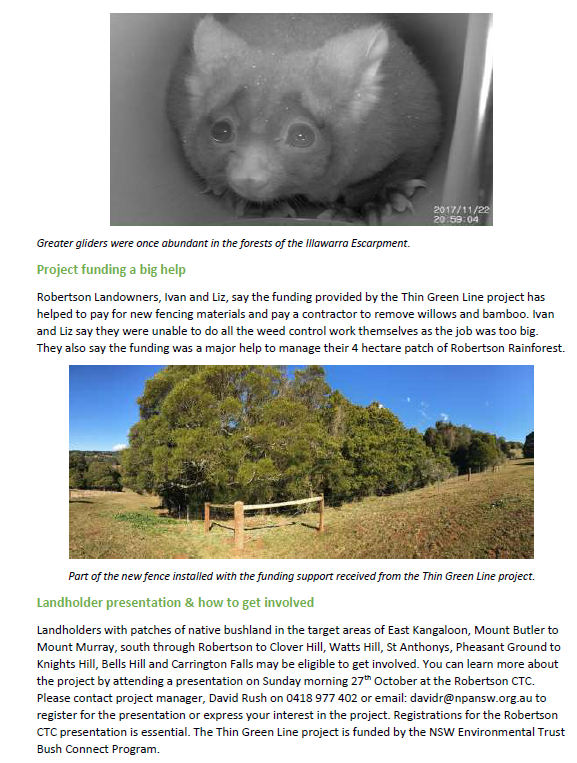 2017/11/22
20:59:04
Greater gliders were once abundant in the forests of the Illawarra Escarpment.
Project funding a big help
Robertson Landowners, Ivan and Liz, say the funding provided by the Thin Green Line project has
helped to pay for new fencing materials and pay a contractor to remove willows and bamboo. Ivan
and Liz say they were unable to do all the weed control work themselves as the job was too big.
They also say the funding was a major help to manage their 4 hectare patch of Robertson Rainforest.
Part of the new fence installed with the funding support received from the Thin Green Line project.
Landholder presentation & how to get involved
Landholders with patches of native bushland in the target areas of East Kangaloon, Mount Butler to
Mount Murray, south through Robertson to Clover Hill, Watts Hill, St Anthonys, Pheasant Ground to
Knights Hill, Bells Hill and Carrington Falls may be eligible to get involved. You can learn more about
the project by attending a presentation on Sunday morning 27th October at the Robertson CTC.
Please contact project manager, David Rush on 0418 977 402 or email: davidr@npansw.org.au to
register for the presentation or express your interest in the project. Registrations for the Robertson
CTC presentation is essential. The Thin Green Line project is funded by the NSW Environmental Trust
Bush Connect Program.